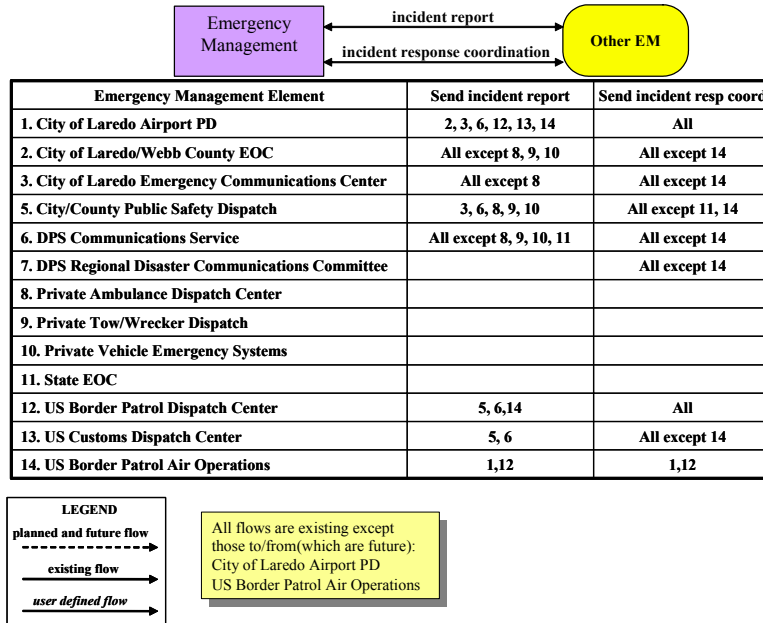 Emergency
Management
incident report
incident response coordination
Other EM
Emergency Management Element Send incident report Send incident resp coord
1. City of Laredo Airport PD 2, 3, 6, 12, 13, 14 All
2. City of Laredo/Webb County EOC All except 8, 9, 10 All except 14
3. City of Laredo Emergency Communications Center All except 8 All except 14
5. City/County Public Safety Dispatch 3, 6, 8, 9, 10 All except 11, 14
6. DPS Communications Service All except 8, 9, 10, 11 All except 14
7. DPS Regional Disaster Communications Committee All except 14
8. Private Ambulance Dispatch Center
9. Private Tow/Wrecker Dispatch
10. Private Vehicle Emergency Systems
11. State EOC
12. US Border Patrol Dispatch Center 5, 6,14 All
13. US Customs Dispatch Center 5, 6 All except 14
14. US Border Patrol Air Operations 1,12 1,12
LEGEND
planned and future flow
existing flow
user defined flow
All flows are existing except
those to/from(which are future):
City of Laredo Airport PD
US Border Patrol Air Operations